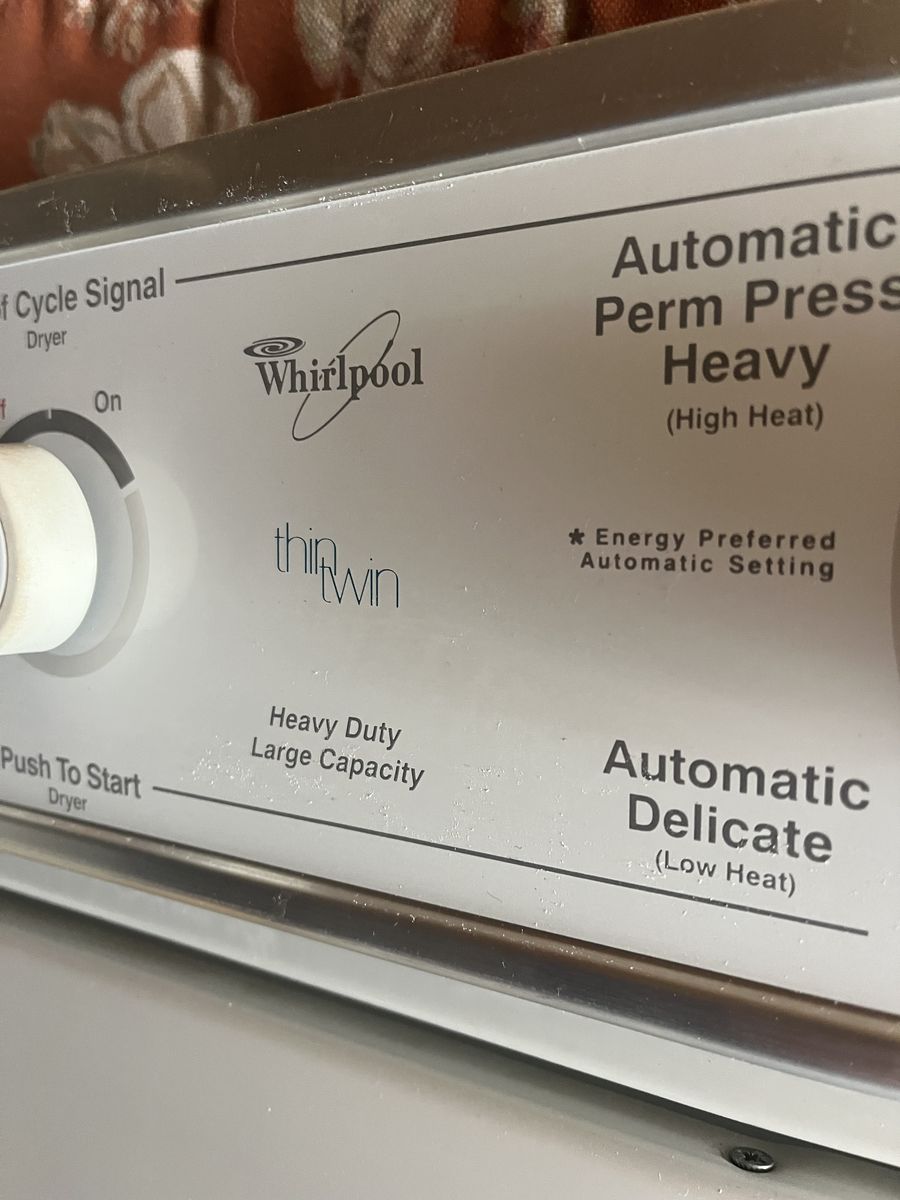 f Cycle Signal
Dryer
f
On
Whirlpool
thin
twin
Heavy Duty
Large Capacity
Push To Start
Dryer
Automatic
Perm Press
Heavy
(High Heat)
* Energy Preferred
Automatic Setting
Automatic
Delicate
(Low Heat)